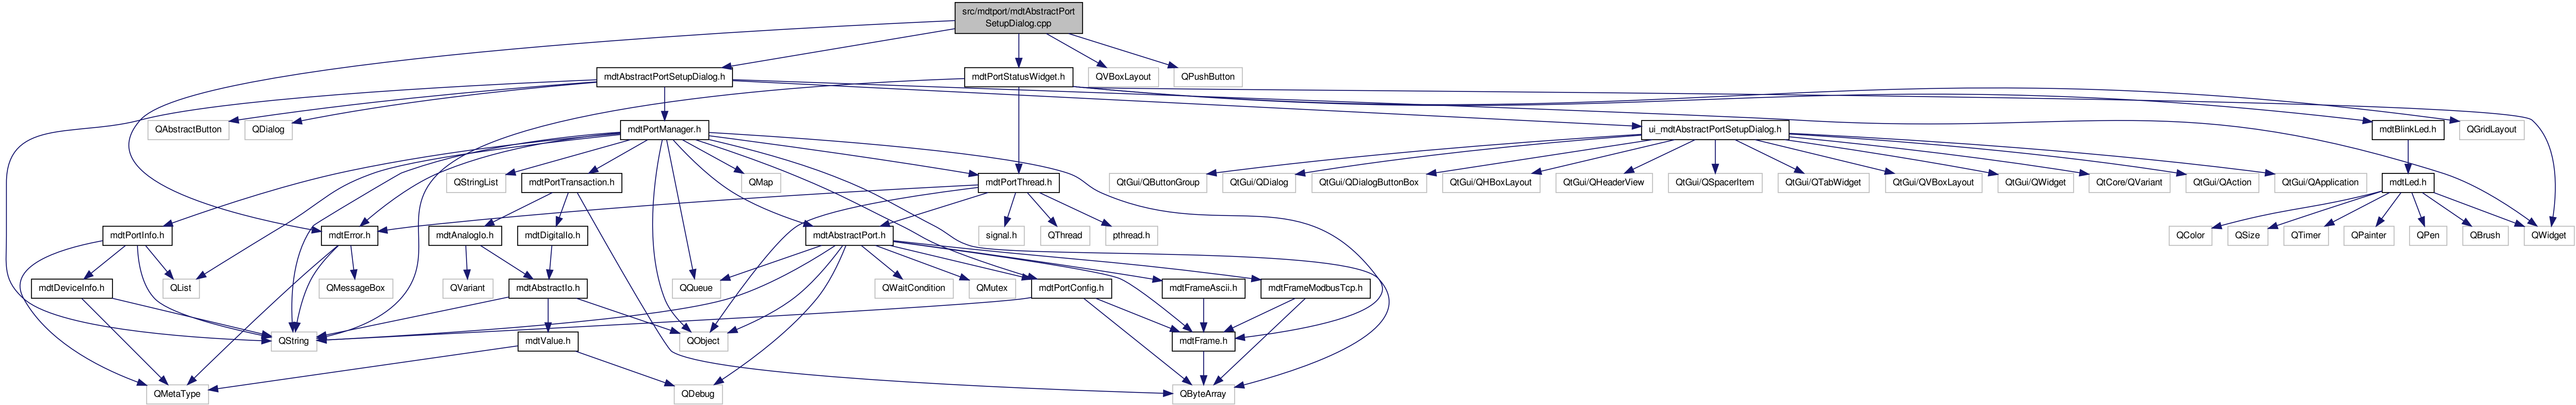 src/mdtport/mdtAbstractPort
SetupDialog.cpp
mdtAbstractPortSetupDialog.h
mdtPortStatusWidget.h
QVBoxLayout
QPushButton
QAbstractButton
QDialog
mdtPortManager.h
ui_mdtAbstractPortSetupDialog.h
mdtBlinkLed.h
QGridLayout
QStringList
mdtPortTransaction.h
QMap
mdtPortThread.h
QtGui/QButtonGroup
QtGui/QDialog
QtGui/QDialogButtonBox
QtGui/QHBoxLayout
QtGui/QHeaderView
QtGui/QSpacerItem
QtGui/QTabWidget
QtGui/QVBoxLayout
QtGui/QWidget
QtCore/QVariant
QtGui/QAction
QtGui/QApplication
mdtLed.h
mdtPortInfo.h
mdtError.h
mdtAnalogIo.h
mdtDigitalIo.h
mdtAbstractPort.h
signal.h
QThread
pthread.h
QColor
QSize
QTimer
QPainter
QPen
QBrush
QWidget
mdtDeviceInfo.h
QList
QMessageBox
QVariant
mdtAbstractIo.h
QQueue
QWaitCondition
QMutex
mdtPortConfig.h
mdtFrameAscii.h
mdtFrameModbusTcp.h
QString
mdtValue.h
QObject
mdtFrame.h
QMetaType
QDebug
QByteArray